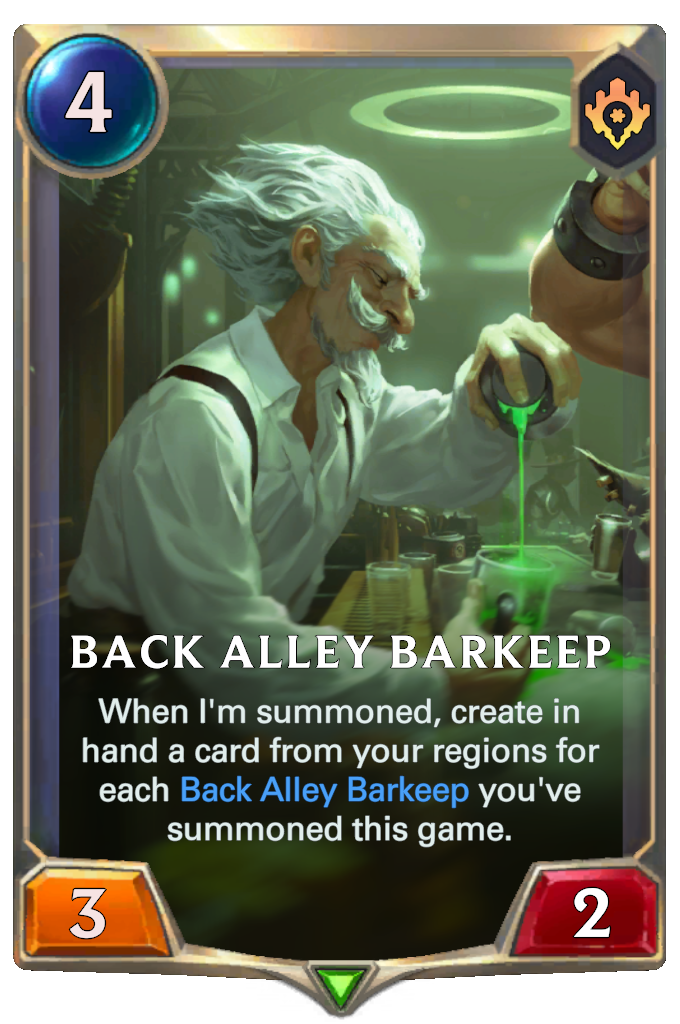 4
BACK ALLEY BARKEEP
When I'm summoned, create in
hand a card from your regions for
each Back Alley Barkeep you've
summoned this game.
3
2